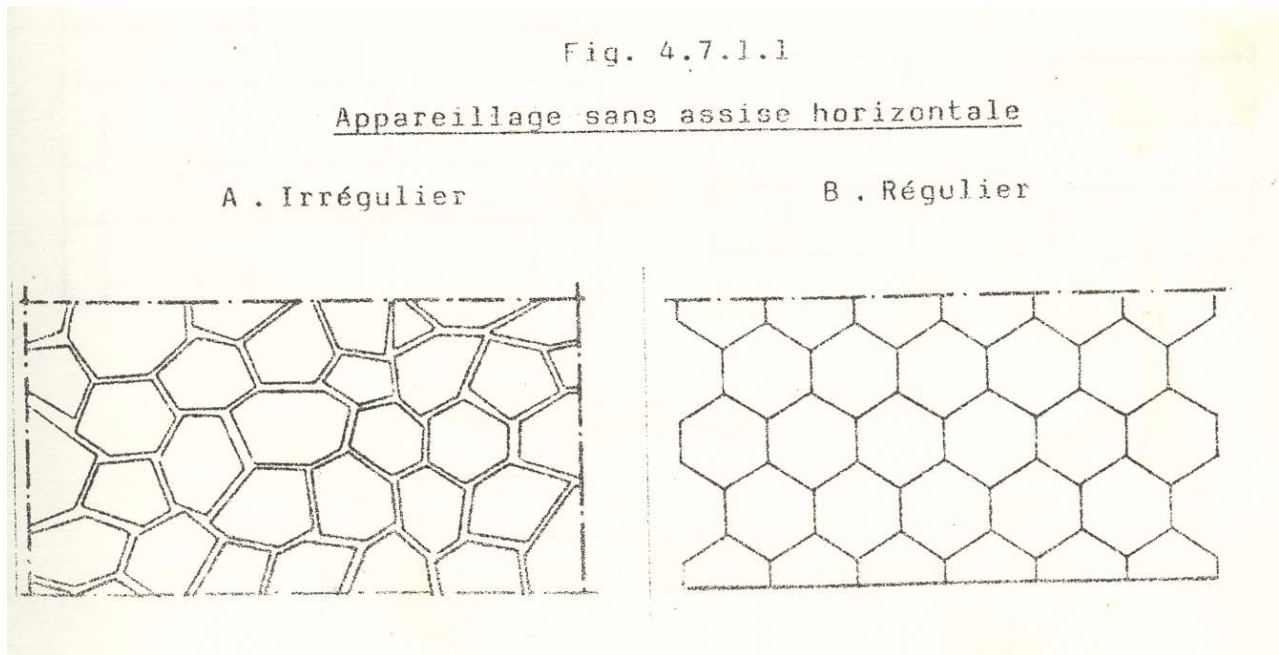 Fig. 4.7.1.1
Appareillage sans assise horizontale
A . Irrégulier
B . Régulier